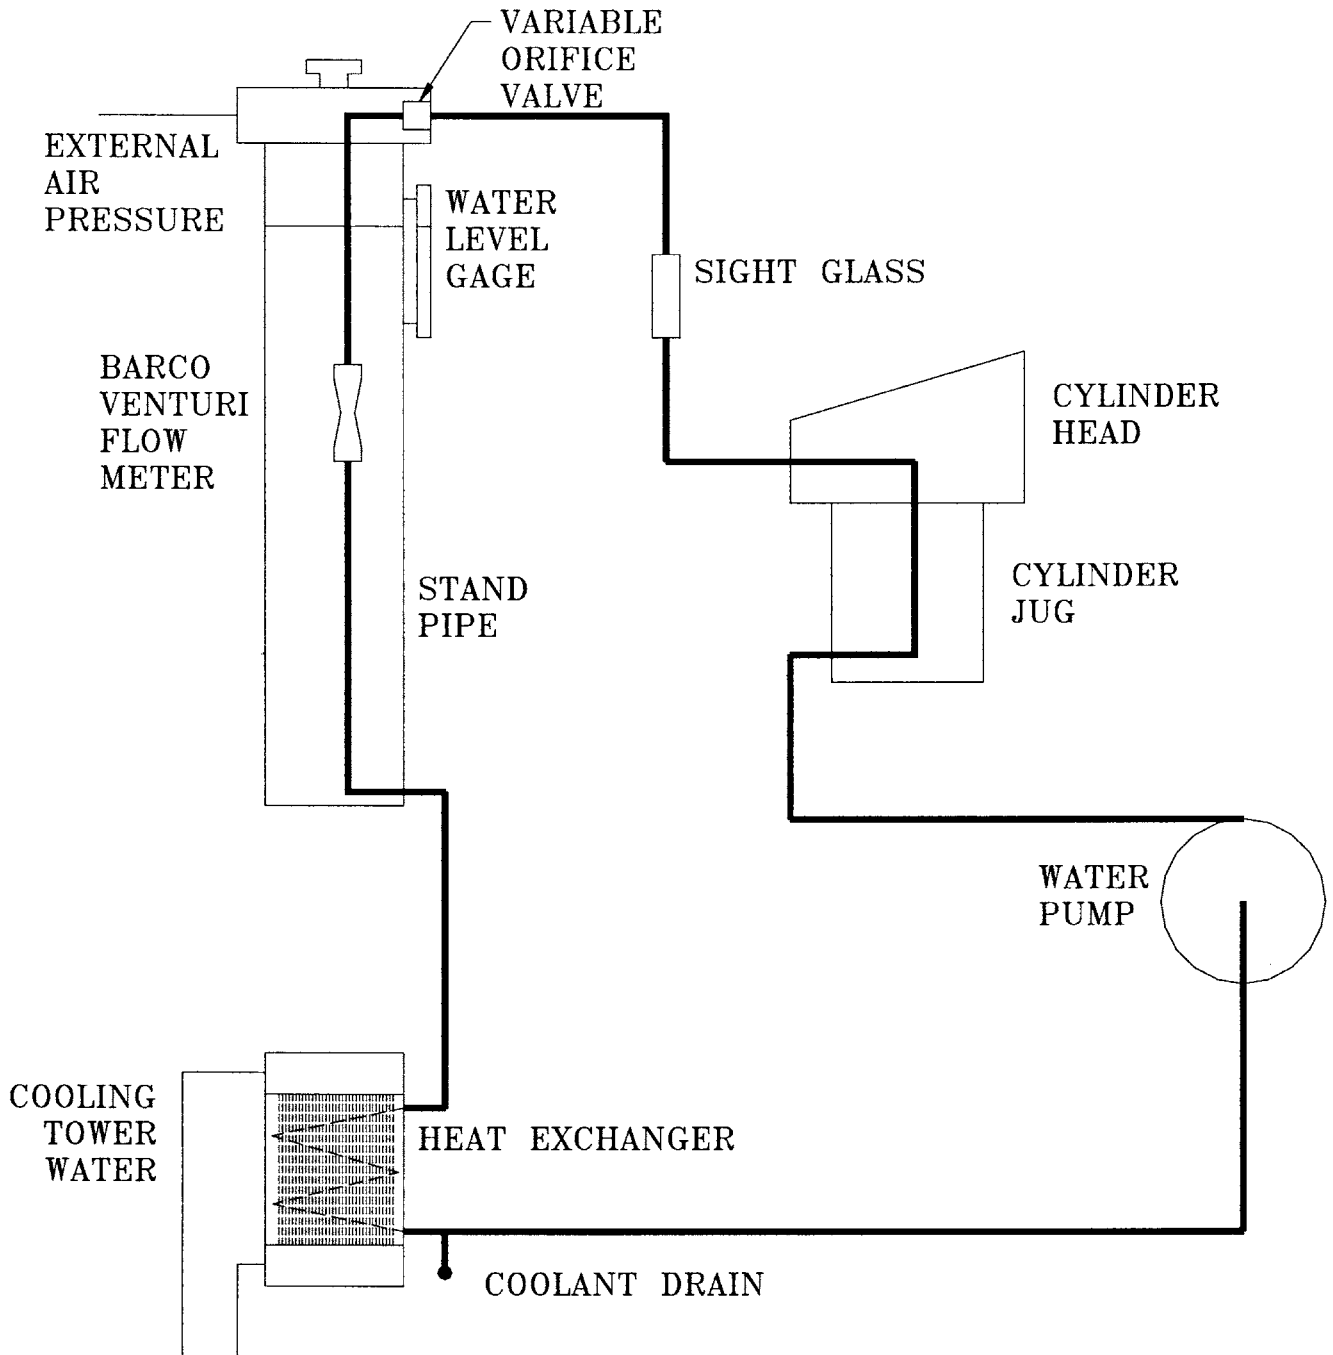 VARIABLE
ORIFICE
VALVE
EXTERNAL
AIR
PRESSURE
WATER
LEVEL
GAGE
SIGHT GLASS
BARCO
VENTURI
FLOW
METER
CYLINDER
HEAD
STAND
PIPE
CYLINDER
JUG
WATER
PUMP
COOLING
TOWER
WATER
HEAT EXCHANGER
COOLANT DRAIN